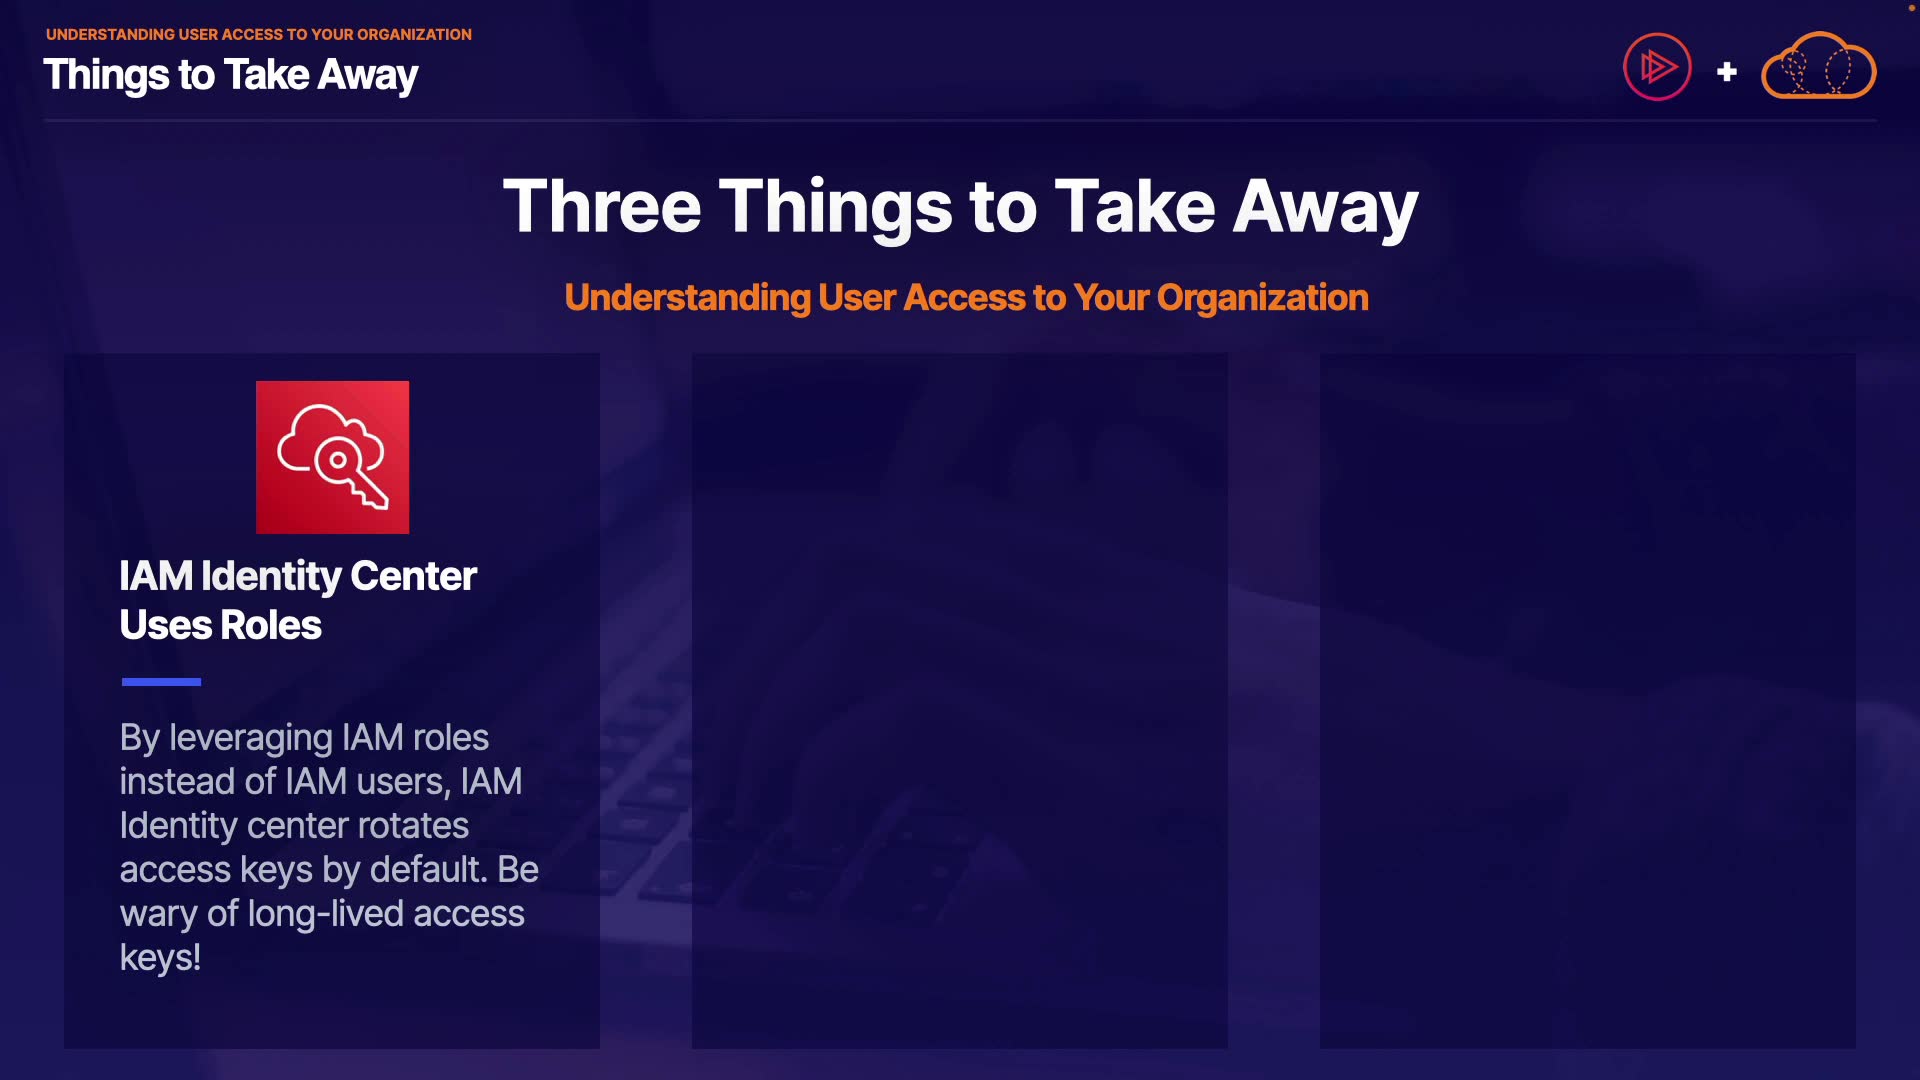 UNDERSTANDING USER ACCESS TO YOUR ORGANIZATION
Things to Take Away
Three Things to Take Away
Understanding User Access to Your Organization
IAM Identity Center
Uses Roles
By leveraging IAM roles
instead of IAM users, IAM
Identity center rotates
access keys by default. Be
wary of long-lived access
keys!